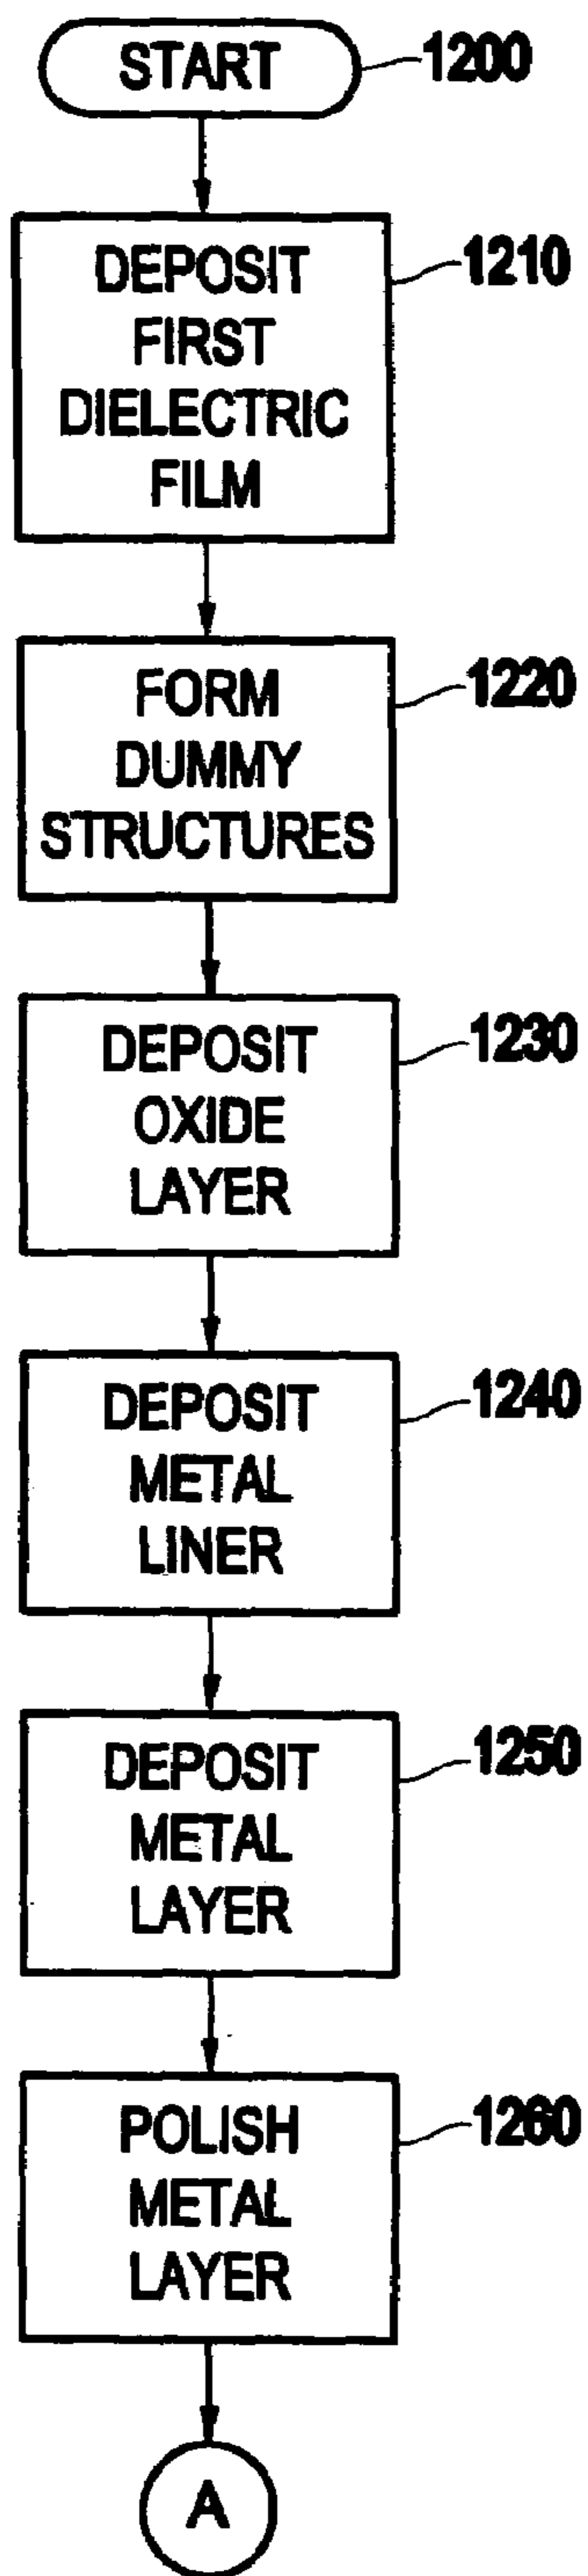 START 1200
DEPOSIT 1210
FIRST
DIELECTRIC
FILM
FORM 1220
DUMMY
STRUCTURES
DEPOSIT 1230
OXIDE
LAYER
DEPOSIT 1240
METAL
LINER
DEPOSIT 1250
METAL
LAYER
POLISH 1260
METAL
LAYER
A